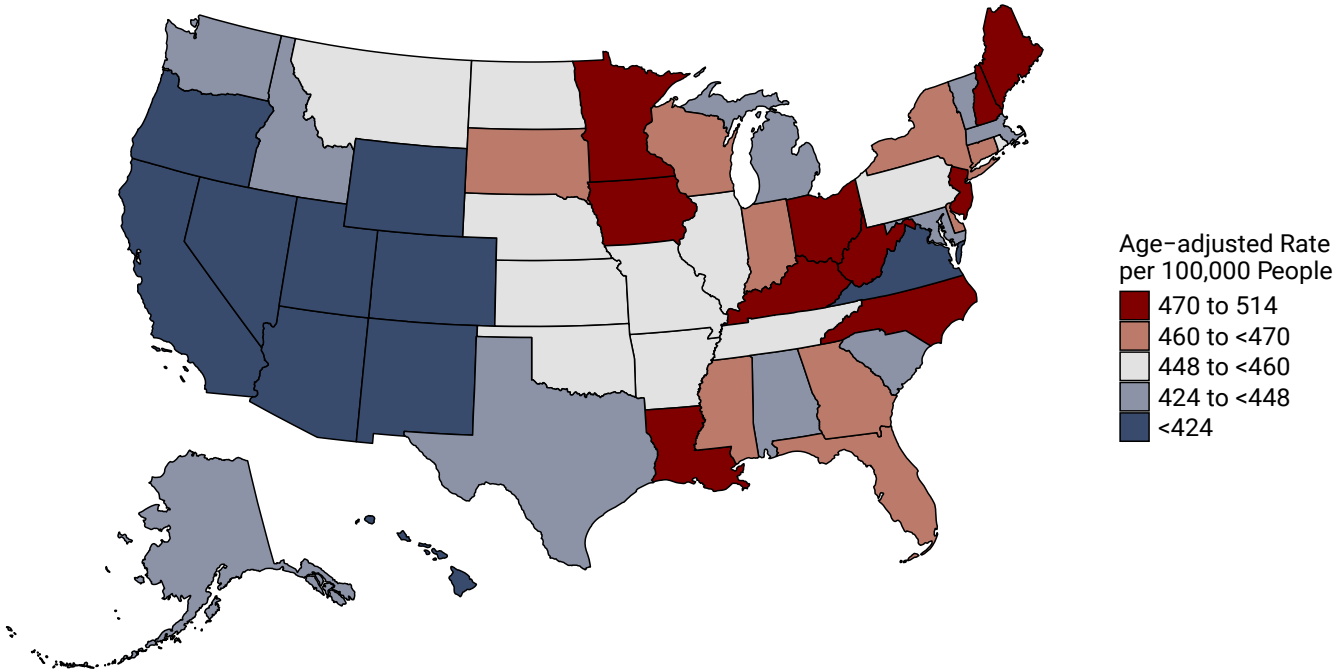 Age-adjusted Rate
per 100,000 People
470 to 514
460 to <470
448 to <460
424 to <448
<424